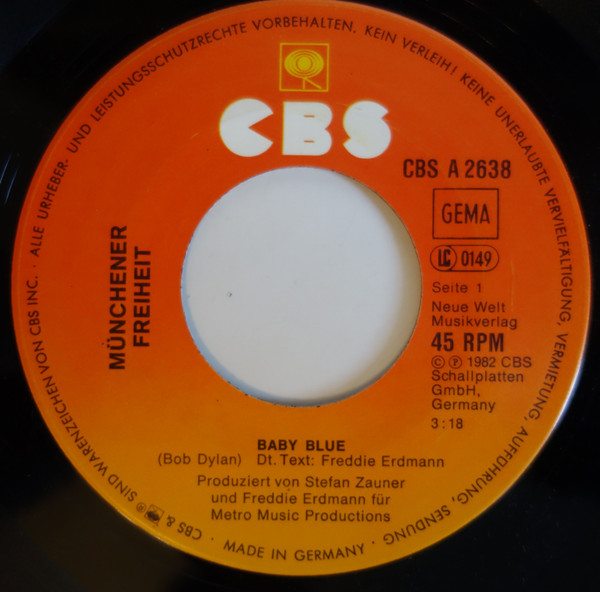 ALLE URHEBER- UND LEISTUNGSSCHUTZRECHTE VORBEHALTEN. KEIN VERLEIH! KEINE UNERLAUBTE VERVIELFÄLTIGUNG, VERMIETUNG, AUFFÜHRUNG, SENDUNG
CBS
CBS A 2638
GEMA
LC 0149
MÜNCHENER
FREIHEIT
Seite 1
Neue Welt
Musikverlag
45 RPM
© ℗ 1982 CBS
Schallplatten
GmbH,
Germany
3:18
BABY BLUE
(Bob Dylan) Dt. Text: Freddie Erdmann
Produziert von Stefan Zauner
und Freddie Erdmann für
Metro Music Productions
· MADE IN GERMANY · CBS & ® SIND WARENZEICHEN VON CBS INC. ·